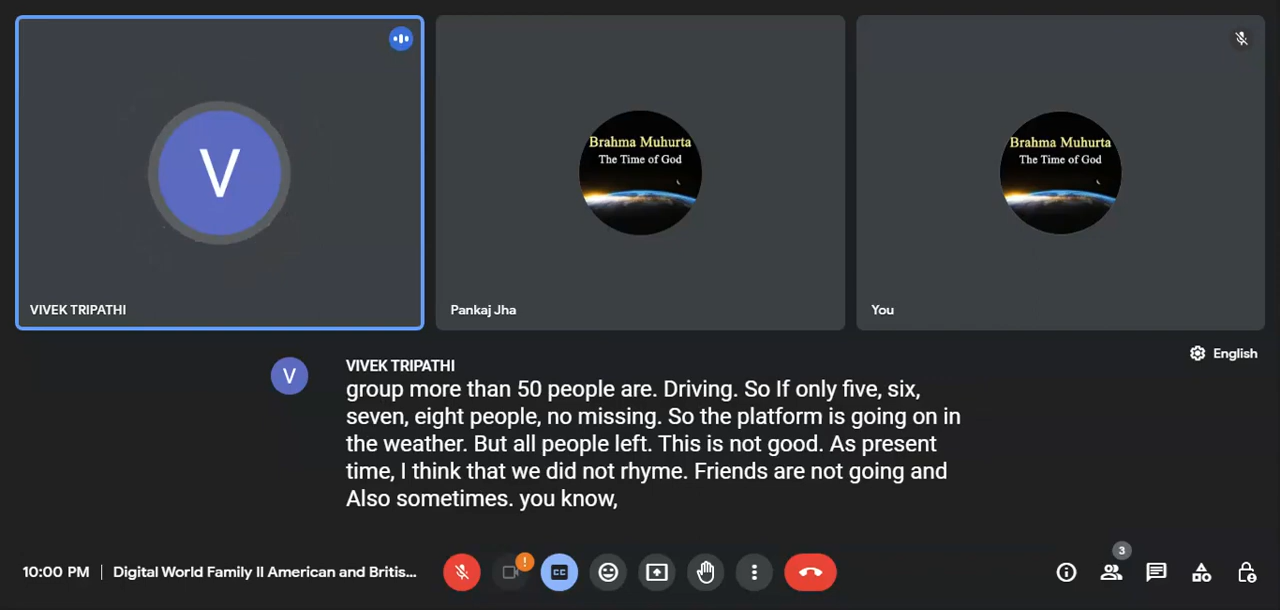 V
Brahma Muhurta
The Time of God
Brahma Muhurta
The Time of God
VIVEK TRIPATHI
Pankaj Jha
You
English
V
VIVEK TRIPATHI
group more than 50 people are. Driving. So If only five, six,
seven, eight people, no missing. So the platform is going on in
the weather. But all people left. This is not good. As present
time, I think that we did not rhyme. Friends are not going and
Also sometimes. you know,
3
10:00 PM | Digital World Family II American and Britis...
CC